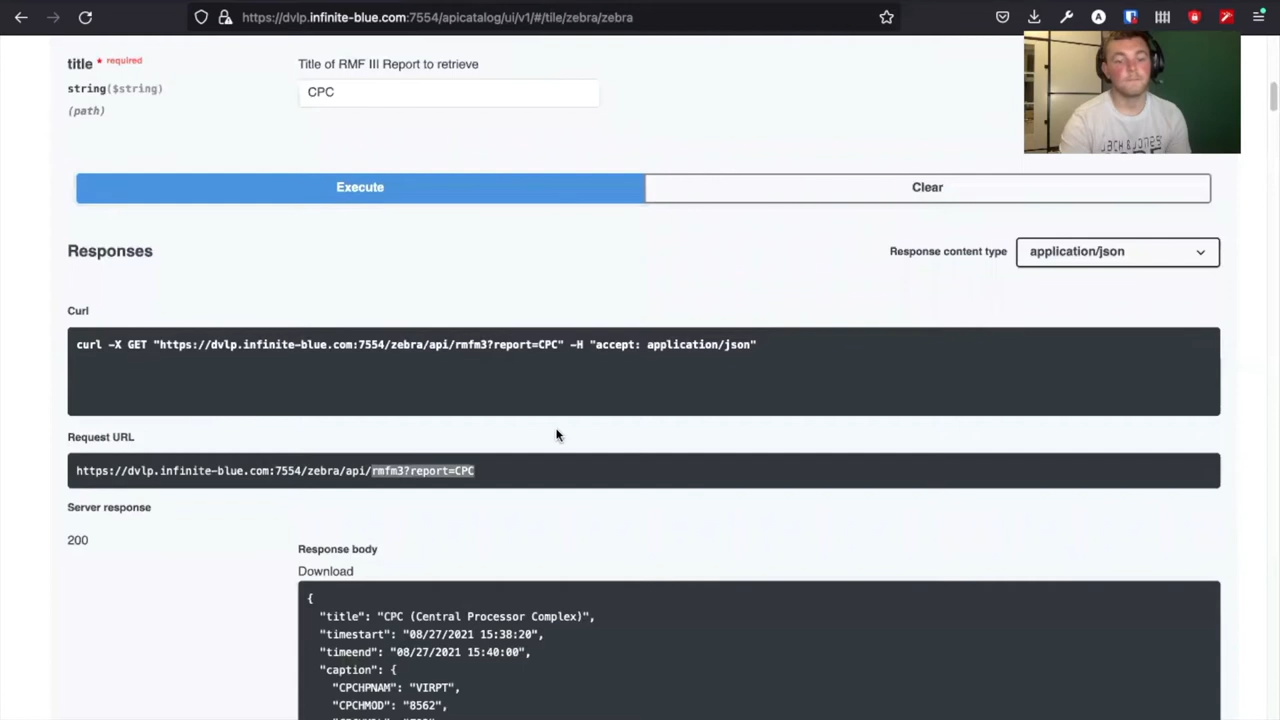 https://dvlp.infinite-blue.com:7554/apicatalog/ui/v1/#/tile/zebra/zebra
title * required
Title of RMF III Report to retrieve
string($string)
CPC
(path)
Execute
Clear
Responses
Response content type
application/json
Curl
curl -X GET "https://dvlp.infinite-blue.com:7554/zebra/api/rmfm3?report=CPC" -H "accept: application/json"
Request URL
https://dvlp.infinite-blue.com:7554/zebra/api/rmfm3?report=CPC
Server response
200
Response body
Download
{
"title": "CPC (Central Processor Complex)",
"timestart": "08/27/2021 15:38:20",
"timeend": "08/27/2021 15:40:00",
"caption": {
"CPCHPNAM": "VIRPT",
"CPCHMOD": "8562",